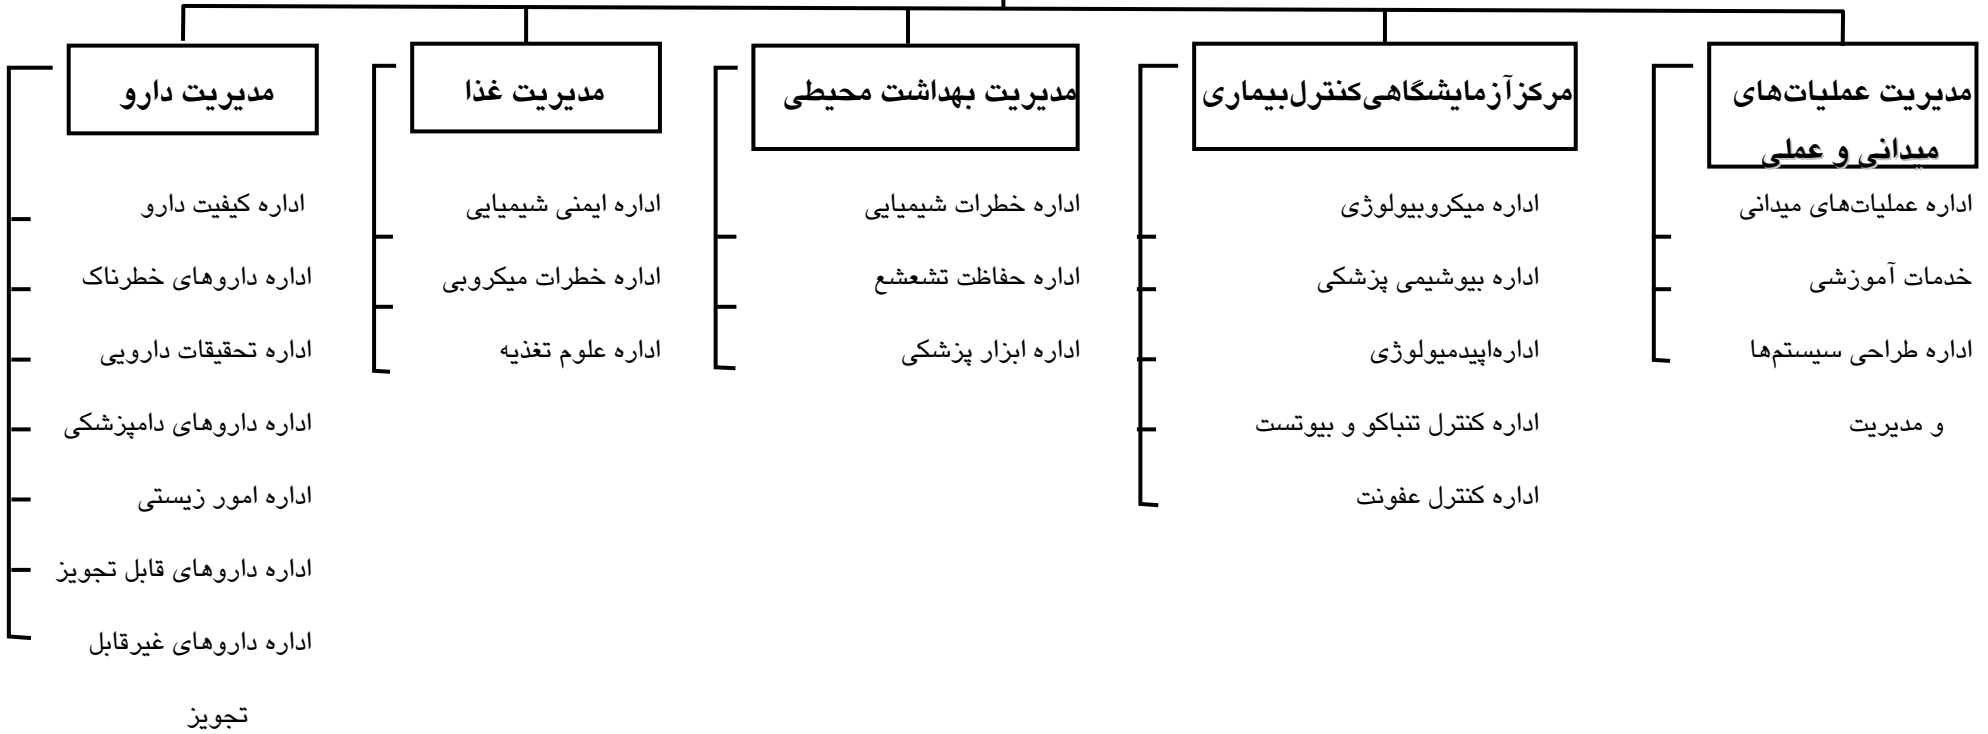 مدیریت عملیات‌های
میدانی و عملی
اداره عملیات‌های میدانی
خدمات آموزشی
اداره طراحی سیستم‌ها
و مدیریت
مرکزآزمایشگاهی‌کنترل‌بیماری
اداره میکروبیولوژی
اداره بیوشیمی پزشکی
اداره‌اپیدمیولوژی
اداره کنترل تنباکو و بیوتست
اداره کنترل عفونت
مدیریت بهداشت محیطی
اداره خطرات شیمیایی
اداره حفاظت تشعشع
اداره ابزار پزشکی
مدیریت غذا
اداره ایمنی شیمیایی
اداره خطرات میکروبی
اداره علوم تغذیه
مدیریت دارو
اداره کیفیت دارو
اداره داروهای خطرناک
اداره تحقیقات دارویی
اداره داروهای دامپزشکی
اداره امور زیستی
اداره داروهای قابل تجویز
اداره داروهای غیرقابل
تجویز